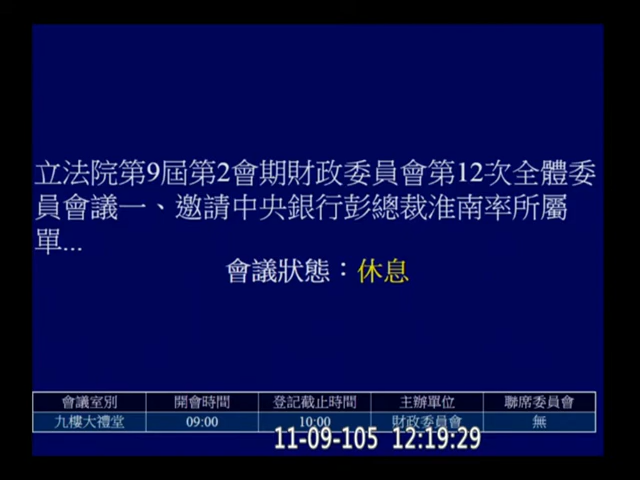 立法院第9屆第2會期財政委員會第12次全體委
員會議一、邀請中央銀行彭總裁淮南率所屬
單...
會議狀態：休息
會議室別 開會時間 登記截止時間 主辦單位 聯席委員會
九樓大禮堂 09:00 10:00 財政委員會 無
11-09-105 12:19:29